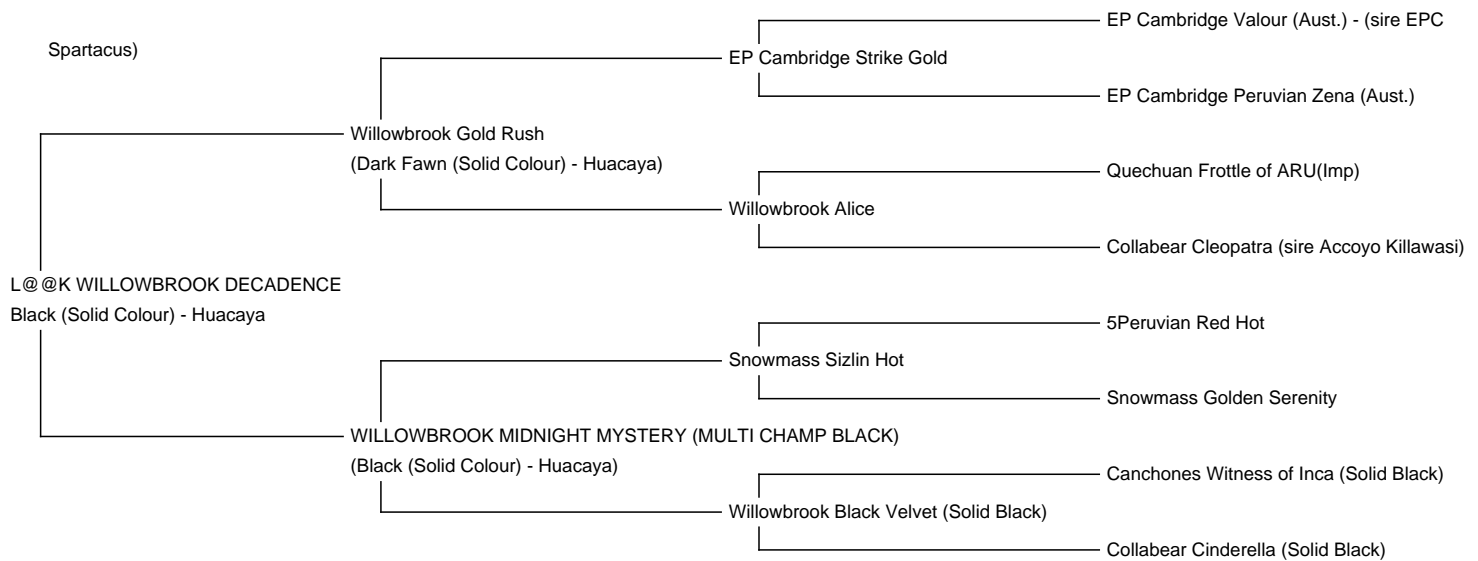 EP Cambridge Valour (Aust.) - (sire EPC
Spartacus)
EP Cambridge Strike Gold
EP Cambridge Peruvian Zena (Aust.)
Willowbrook Gold Rush
(Dark Fawn (Solid Colour) - Huacaya)
Quechuan Frottle of ARU(Imp)
Willowbrook Alice
Collabear Cleopatra (sire Accoyo Killawasi)
L@@K WILLOWBROOK DECADENCE
Black (Solid Colour) - Huacaya
5Peruvian Red Hot
Snowmass Sizlin Hot
Snowmass Golden Serenity
WILLOWBROOK MIDNIGHT MYSTERY (MULTI CHAMP BLACK)
(Black (Solid Colour) - Huacaya)
Canchones Witness of Inca (Solid Black)
Willowbrook Black Velvet (Solid Black)
Collabear Cinderella (Solid Black)